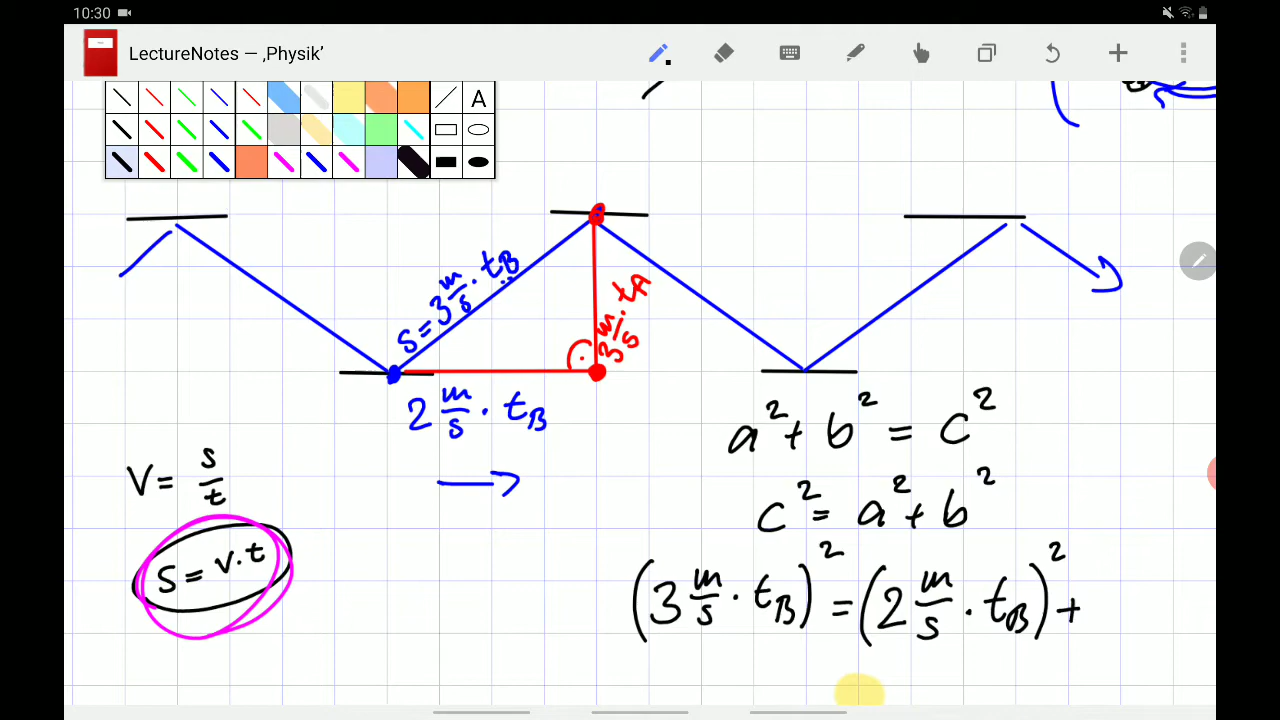 10:30
LectureNotes — ‚Physik’
A
s = 3 m/s · tB
3 m/s · tA
2 m/s · tB
a² + b² = c²
V = s/t
c² = a² + b²
s = v · t
(3 m/s · tB)² = (2 m/s · tB)² +